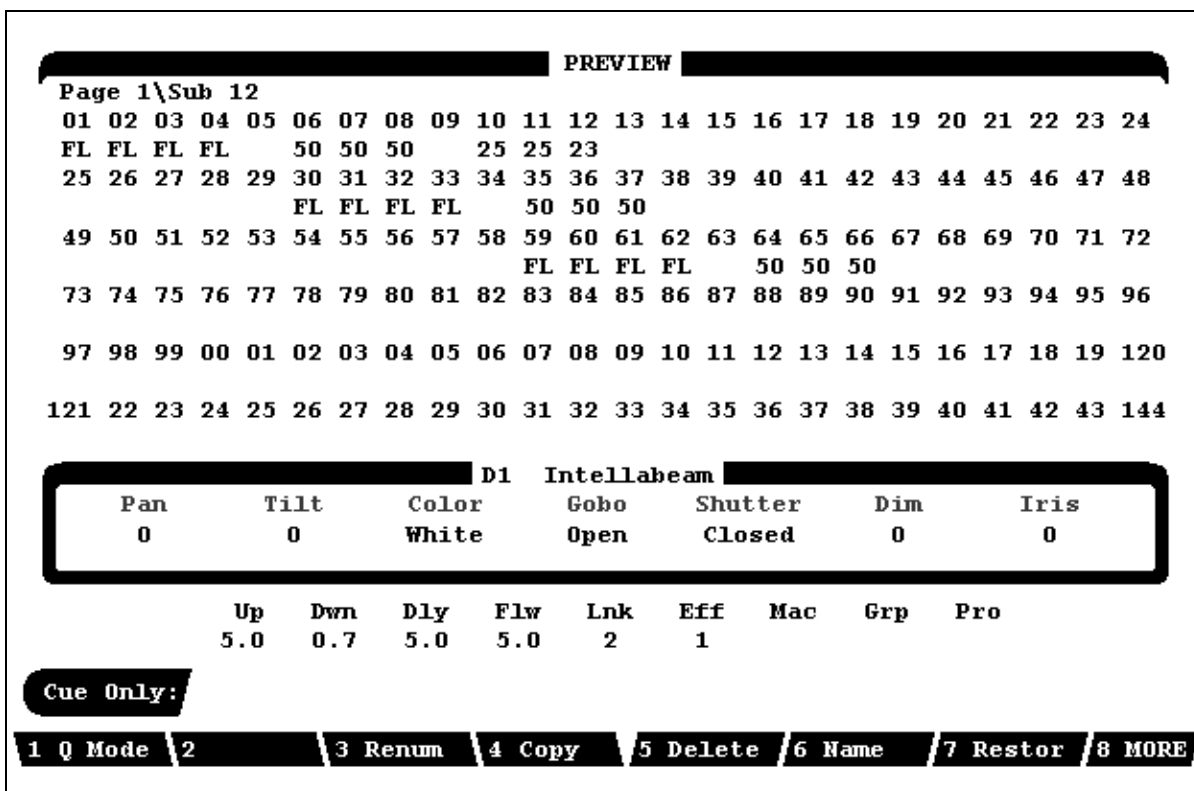 PREVIEW
Page 1\Sub 12
01 02 03 04 05 06 07 08 09 10 11 12 13 14 15 16 17 18 19 20 21 22 23 24
FL FL FL FL 50 50 50 25 25 23
25 26 27 28 29 30 31 32 33 34 35 36 37 38 39 40 41 42 43 44 45 46 47 48
FL FL FL FL 50 50 50
49 50 51 52 53 54 55 56 57 58 59 60 61 62 63 64 65 66 67 68 69 70 71 72
FL FL FL FL 50 50 50
73 74 75 76 77 78 79 80 81 82 83 84 85 86 87 88 89 90 91 92 93 94 95 96
97 98 99 00 01 02 03 04 05 06 07 08 09 10 11 12 13 14 15 16 17 18 19 120
121 22 23 24 25 26 27 28 29 30 31 32 33 34 35 36 37 38 39 40 41 42 43 144
D1 Intellabeam
Pan Tilt Color Gobo Shutter Dim Iris
0 0 White Open Closed 0 0
Up Dwn Dly Flw Lnk Eff Mac Grp Pro
5.0 0.7 5.0 5.0 2 1
Cue Only:
1 Q Mode \2 3 Renum 4 Copy 5 Delete 6 Name 7 Restor 8 MORE